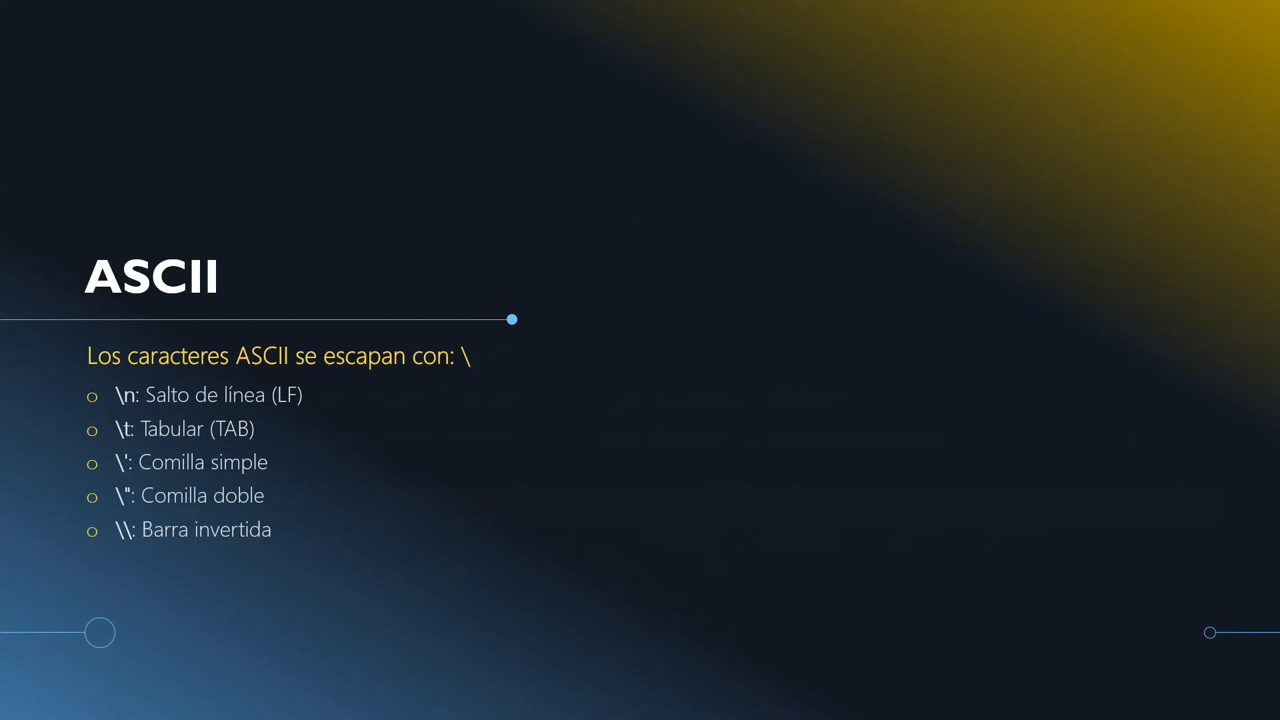 ASCII
Los caracteres ASCII se escapan con: \
\n: Salto de línea (LF)
\t: Tabular (TAB)
\': Comilla simple
\": Comilla doble
\\: Barra invertida